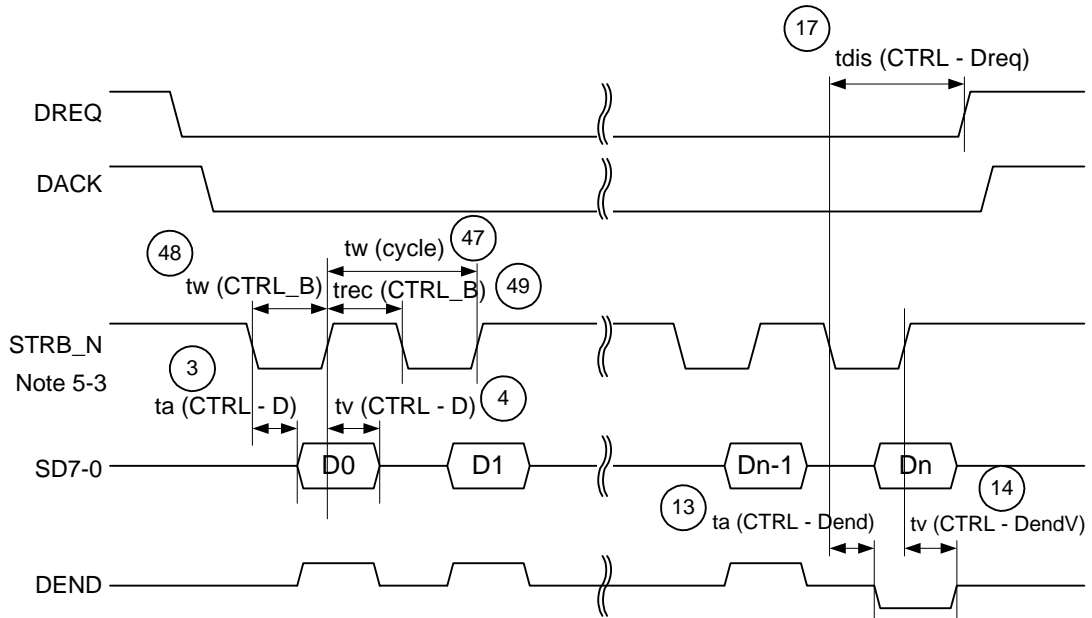 17
tdis (CTRL - Dreq)
DREQ
DACK
48
tw (cycle)
47
tw (CTRL_B)
trec (CTRL_B)
49
STRB_N
Note 5-3
3
ta (CTRL - D)
tv (CTRL - D)
4
SD7-0
D0
D1
Dn-1
Dn
13
ta (CTRL - Dend)
14
tv (CTRL - DendV)
DEND